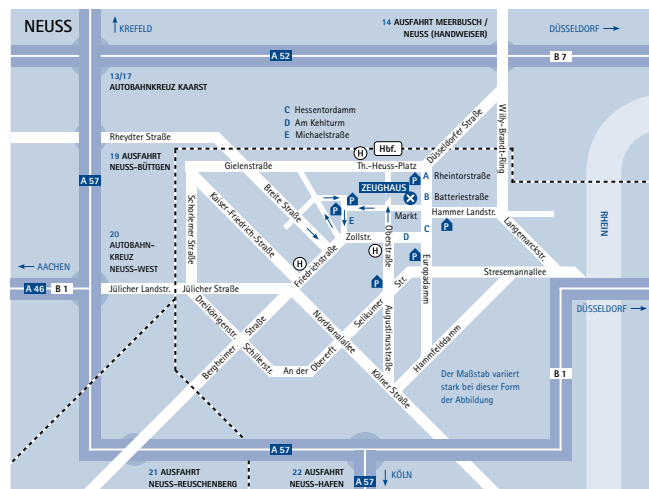 NEUSS
KREFELD
14 AUSFAHRT MEERBUSCH /
NEUSS (HANDWEISER)
DÜSSELDORF
A 52
B 7
13/17
AUTOBAHNKREUZ KAARST
C Hessentordamm
D Am Kehlturm
E Michaelstraße
Düsseldorfer Straße
Willy-Brandt-Ring
Rheydter Straße
H
Hbf.
19 AUSFAHRT
NEUSS-BÜTTGEN
Gielenstraße
Th.-Heuss-Platz
A 57
P
A Rheintorstraße
ZEUGHAUS
B Batteriestraße
P
P
Schorlemer Straße
Kaiser-Friedrich-Straße
Breite Straße
E
Markt
Hammer Landstr.
P
C
Zollstr.
D
H
Oberstraße
Langemarckstr.
RHEIN
20
AUTOBAHN-
KREUZ
NEUSS-WEST
H
Friedrichstraße
P
Europadamm
AACHEN
P
Stresemannallee
A 46
B 1
Jülicher Landstr.
Jülicher Straße
Selikumer
Str.
DÜSSELDORF
Dreikönigenstr.
Bergheimer
Straße
Schillerstr.
Nordkanalallee
Augustinusstraße
An der
Obererft
Hammfelddamm
Kölner Straße
Der Maßstab variiert
stark bei dieser Form
der Abbildung
B 1
A 57
21 AUSFAHRT
NEUSS-REUSCHENBERG
22 AUSFAHRT
NEUSS-HAFEN
A 57
KÖLN